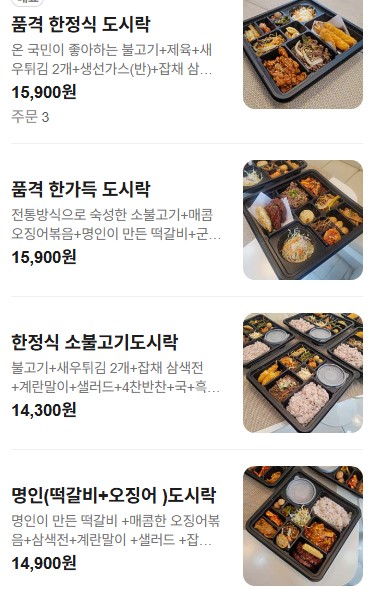 품격 한정식 도시락
온 국민이 좋아하는 불고기+제육+새
우튀김 2개+생선가스(반)+잡채 삼…
15,900원
주문 3
품격 한가득 도시락
전통방식으로 숙성한 소불고기+매콤
오징어볶음+명인이 만든 떡갈비+군…
15,900원
한정식 소불고기도시락
불고기+새우튀김 2개+잡채 삼색전
+계란말이+샐러드+4찬반찬+국+흑…
14,300원
명인(떡갈비+오징어 )도시락
명인이 만든 떡갈비 +매콤한 오징어볶
음+삼색전+계란말이 +샐러드 +잡…
14,900원